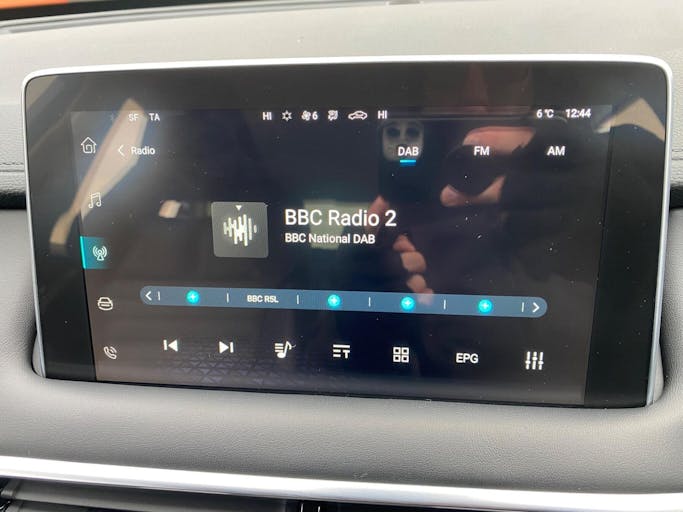 SF TA HI 6 HI 6°C 12:44
Radio DAB FM AM
BBC Radio 2
BBC National DAB
BBC R5L
EPG